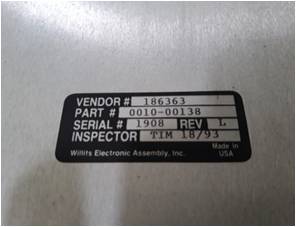 VENDOR # 186363
PART # 0010-00138
SERIAL # 1908 REV L
INSPECTOR TIM 18/93
Willits Electronic Assembly, Inc. Made in USA